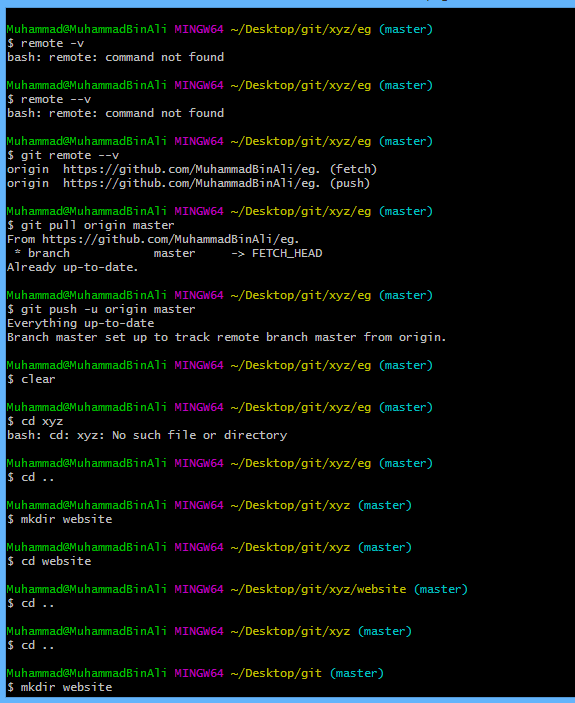 Muhammad@MuhammadBinAli MINGW64 ~/Desktop/git/xyz/eg (master)
$ remote -v
bash: remote: command not found
Muhammad@MuhammadBinAli MINGW64 ~/Desktop/git/xyz/eg (master)
$ remote --v
bash: remote: command not found
Muhammad@MuhammadBinAli MINGW64 ~/Desktop/git/xyz/eg (master)
$ git remote --v
origin  https://github.com/MuhammadBinAli/eg. (fetch)
origin  https://github.com/MuhammadBinAli/eg. (push)
Muhammad@MuhammadBinAli MINGW64 ~/Desktop/git/xyz/eg (master)
$ git pull origin master
From https://github.com/MuhammadBinAli/eg.
 * branch            master     -> FETCH_HEAD
Already up-to-date.
Muhammad@MuhammadBinAli MINGW64 ~/Desktop/git/xyz/eg (master)
$ git push -u origin master
Everything up-to-date
Branch master set up to track remote branch master from origin.
Muhammad@MuhammadBinAli MINGW64 ~/Desktop/git/xyz/eg (master)
$ clear
Muhammad@MuhammadBinAli MINGW64 ~/Desktop/git/xyz/eg (master)
$ cd xyz
bash: cd: xyz: No such file or directory
Muhammad@MuhammadBinAli MINGW64 ~/Desktop/git/xyz/eg (master)
$ cd ..
Muhammad@MuhammadBinAli MINGW64 ~/Desktop/git/xyz (master)
$ mkdir website
Muhammad@MuhammadBinAli MINGW64 ~/Desktop/git/xyz (master)
$ cd website
Muhammad@MuhammadBinAli MINGW64 ~/Desktop/git/xyz/website (master)
$ cd ..
Muhammad@MuhammadBinAli MINGW64 ~/Desktop/git/xyz (master)
$ cd ..
Muhammad@MuhammadBinAli MINGW64 ~/Desktop/git (master)
$ mkdir website